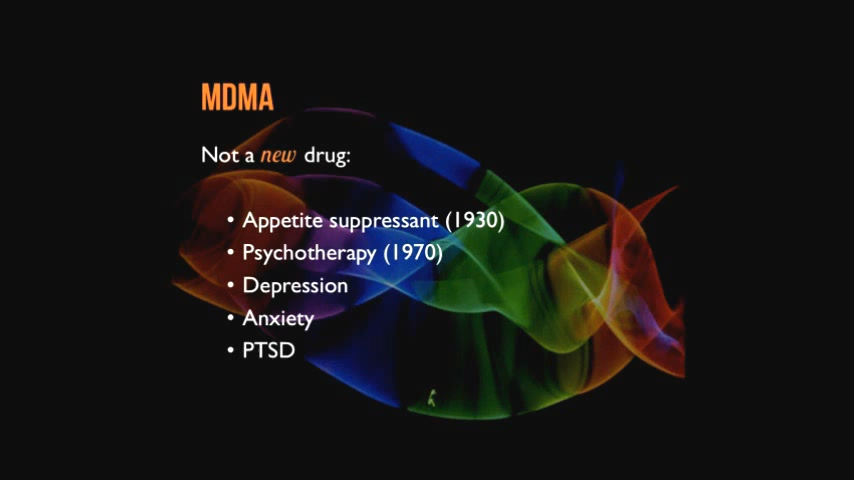 MDMA
Not a new drug:
• Appetite suppressant (1930)
• Psychotherapy (1970)
• Depression
• Anxiety
• PTSD